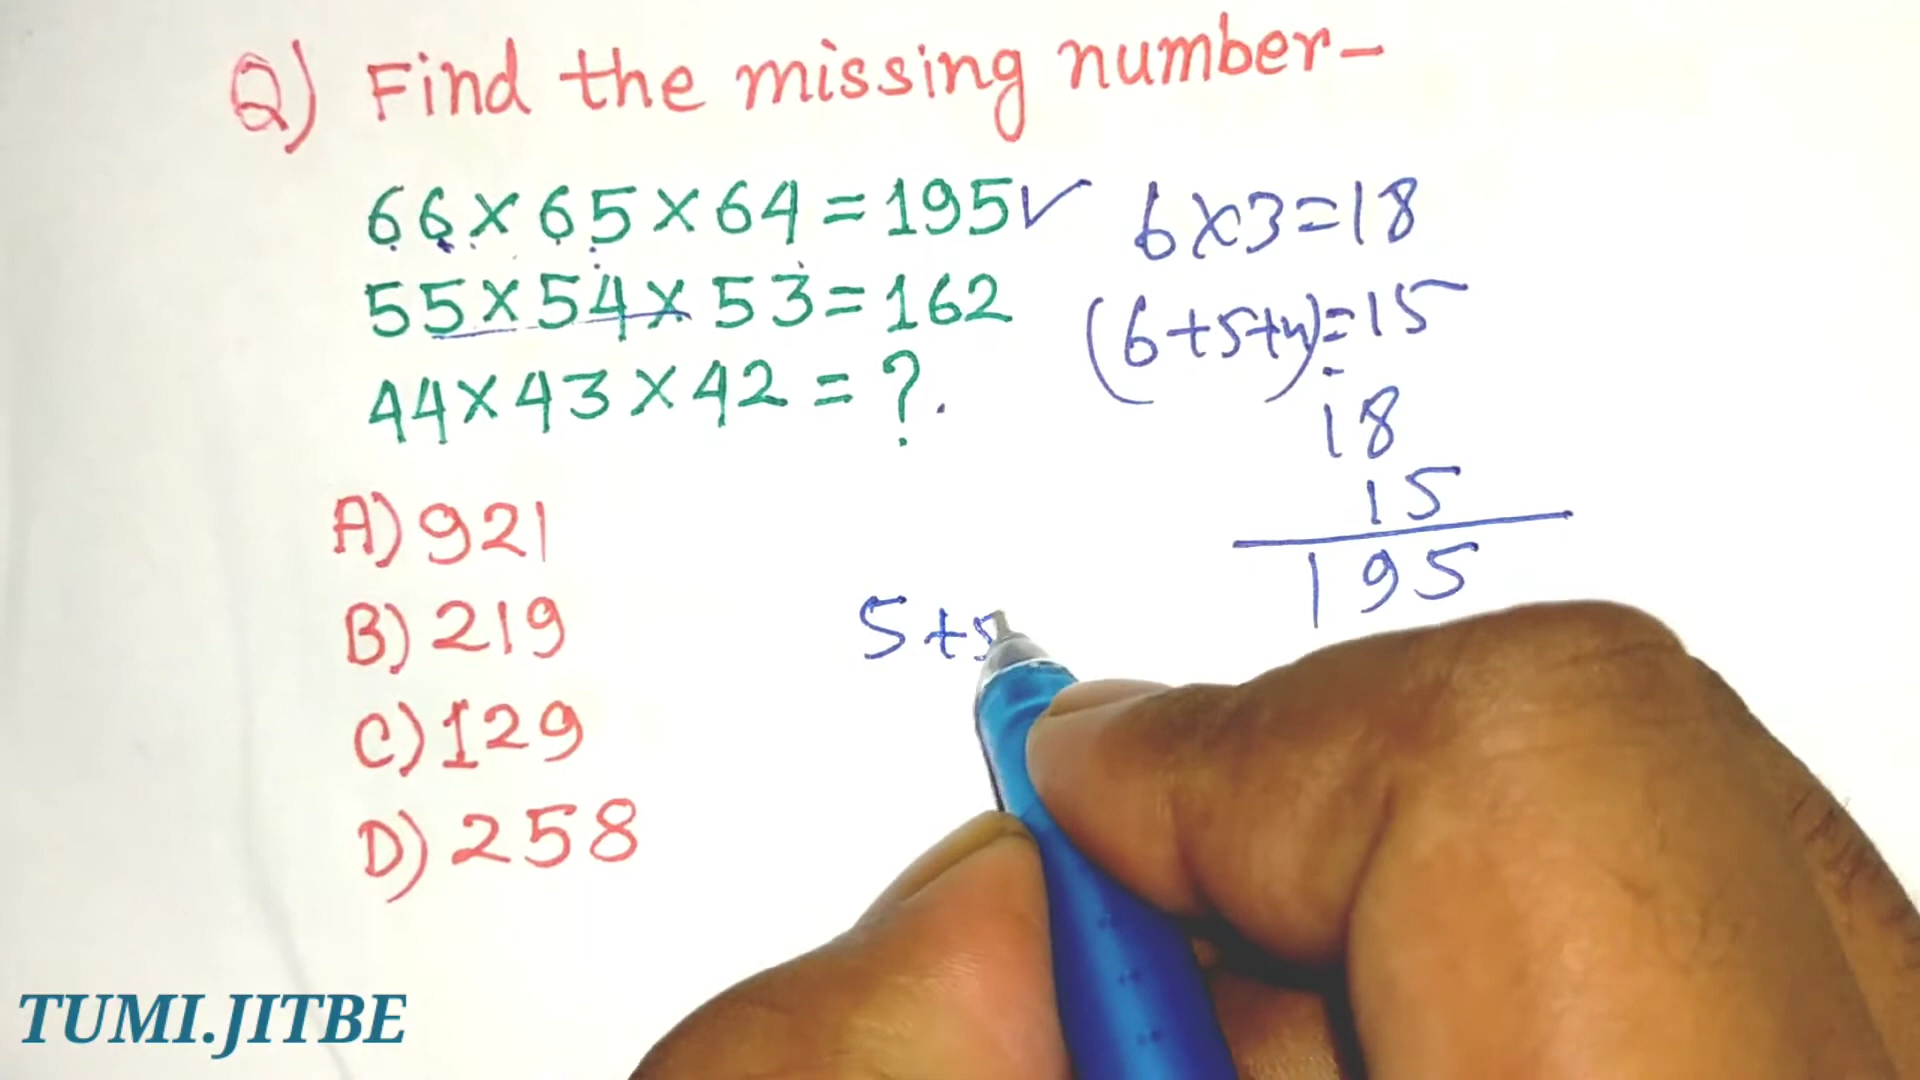 Q) Find the missing number-
66×65×64=195✓
55×54×53=162
44×43×42=?.
A) 921
B) 219
C) 129
D) 258
6×3=18
(6+5+4)=15
18
15
195
5+5
TUMI.JITBE